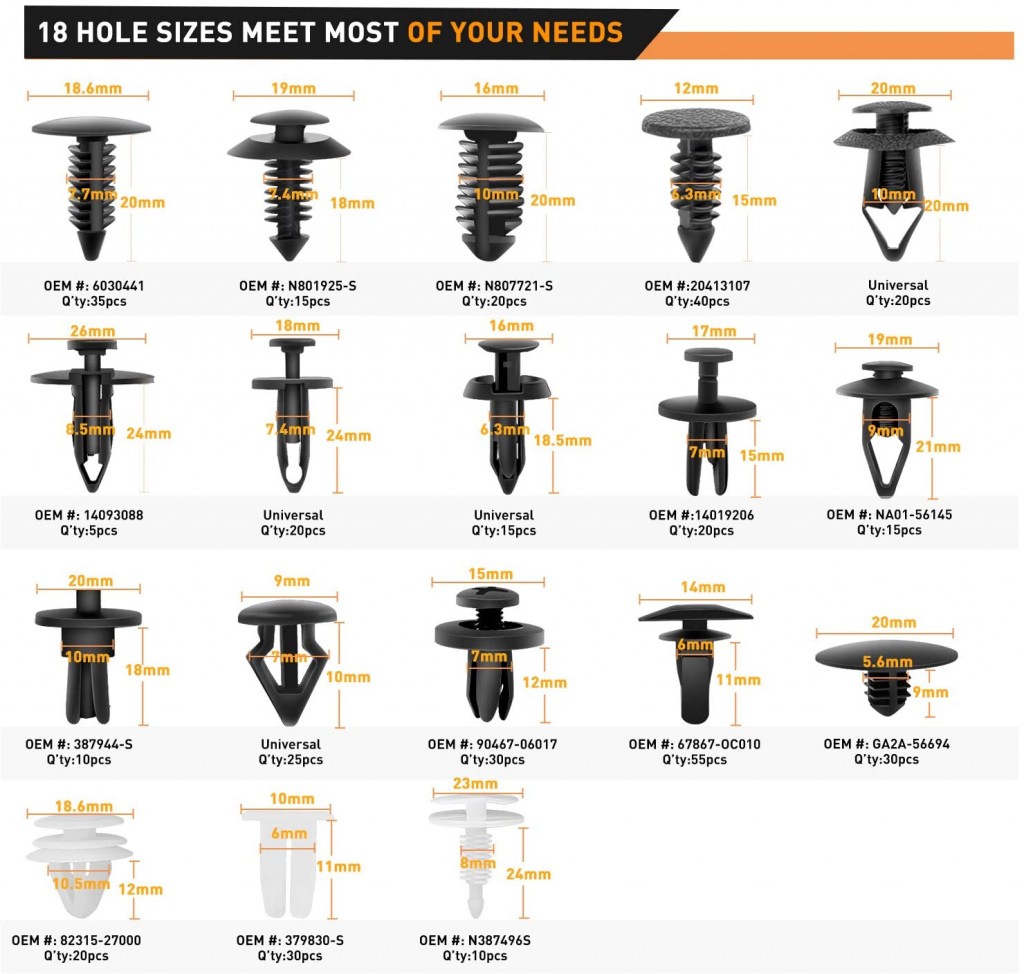 18 HOLE SIZES MEET MOST OF YOUR NEEDS
18.6mm
7.7mm
20mm
OEM #: 6030441
Q'ty:35pcs
19mm
7.4mm
18mm
OEM #: N801925-S
Q'ty:15pcs
16mm
10mm
20mm
OEM #: N807721-S
Q'ty:20pcs
12mm
6.3mm
15mm
OEM #:20413107
Q'ty:40pcs
20mm
10mm
20mm
Universal
Q'ty:20pcs
26mm
8.5mm
24mm
OEM #: 14093088
Q'ty:5pcs
18mm
7.4mm
24mm
Universal
Q'ty:20pcs
16mm
6.3mm
18.5mm
Universal
Q'ty:15pcs
17mm
7mm
15mm
OEM #:14019206
Q'ty:20pcs
19mm
9mm
21mm
OEM #: NA01-56145
Q'ty:15pcs
20mm
10mm
18mm
OEM #: 387944-S
Q'ty:10pcs
9mm
7mm
10mm
Universal
Q'ty:25pcs
15mm
7mm
12mm
OEM #: 90467-06017
Q'ty:30pcs
14mm
6mm
11mm
OEM #: 67867-OC010
Q'ty:55pcs
20mm
5.6mm
9mm
OEM #: GA2A-56694
Q'ty:30pcs
18.6mm
10.5mm
12mm
OEM #: 82315-27000
Q'ty:20pcs
10mm
6mm
11mm
OEM #: 379830-S
Q'ty:30pcs
23mm
8mm
24mm
OEM #: N387496S
Q'ty:10pcs